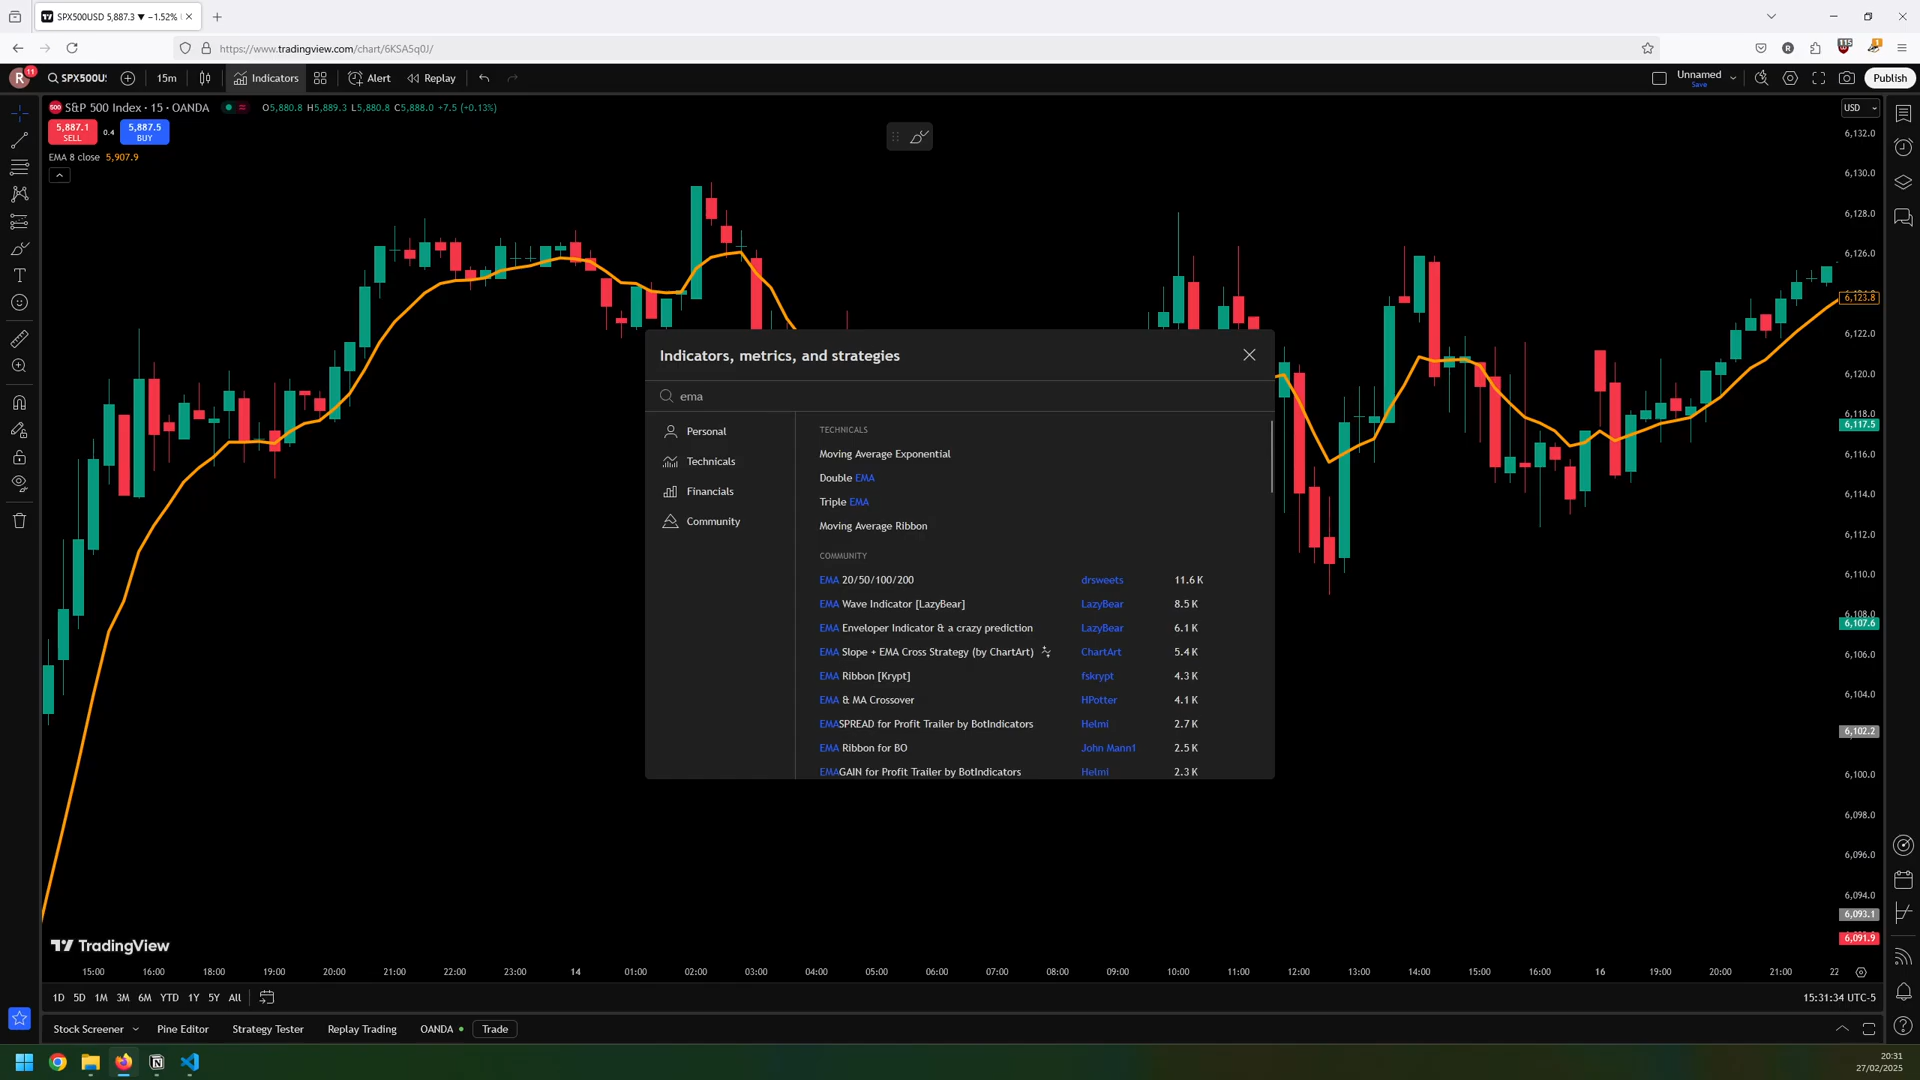 SPX500USD 5,887.3 ▼ −1.52%
https://www.tradingview.com/chart/6KSA5q0J/
R
115
1
R
11
SPX500U
15m
Indicators
Alert
Replay
Unnamed
Save
Publish
500
S&P 500 Index · 15 · OANDA
O5,880.8 H5,889.3 L5,880.8 C5,888.0 +7.5 (+0.13%)
5,887.1
SELL
0.4
5,887.5
BUY
EMA 8 close 5,907.9
USD
6,132.0
6,130.0
6,128.0
6,126.0
6,123.8
6,122.0
6,120.0
6,118.0
6,117.5
6,116.0
6,114.0
6,112.0
6,110.0
6,108.0
6,107.6
6,106.0
6,104.0
6,102.2
6,100.0
6,098.0
6,096.0
6,094.0
6,093.1
6,091.9
Indicators, metrics, and strategies
ema
Personal
Technicals
Financials
Community
TECHNICALS
Moving Average Exponential
Double EMA
Triple EMA
Moving Average Ribbon
COMMUNITY
EMA 20/50/100/200 drsweets 11.6 K
EMA Wave Indicator [LazyBear] LazyBear 8.5 K
EMA Enveloper Indicator & a crazy prediction LazyBear 6.1 K
EMA Slope + EMA Cross Strategy (by ChartArt) ChartArt 5.4 K
EMA Ribbon [Krypt] fskrypt 4.3 K
EMA & MA Crossover HPotter 4.1 K
EMASPREAD for Profit Trailer by BotIndicators Helmi 2.7 K
EMA Ribbon for BO John Mann1 2.5 K
EMAGAIN for Profit Trailer by BotIndicators Helmi 2.3 K
TradingView
15:00 16:00 18:00 19:00 20:00 21:00 22:00 23:00 14 01:00 02:00 03:00 04:00 05:00 06:00 07:00 08:00 09:00 10:00 11:00 12:00 13:00 14:00 15:00 16:00 16 19:00 20:00 21:00 22
1D 5D 1M 3M 6M YTD 1Y 5Y All
15:31:34 UTC-5
Stock Screener Pine Editor Strategy Tester Replay Trading OANDA Trade
20:31
27/02/2025